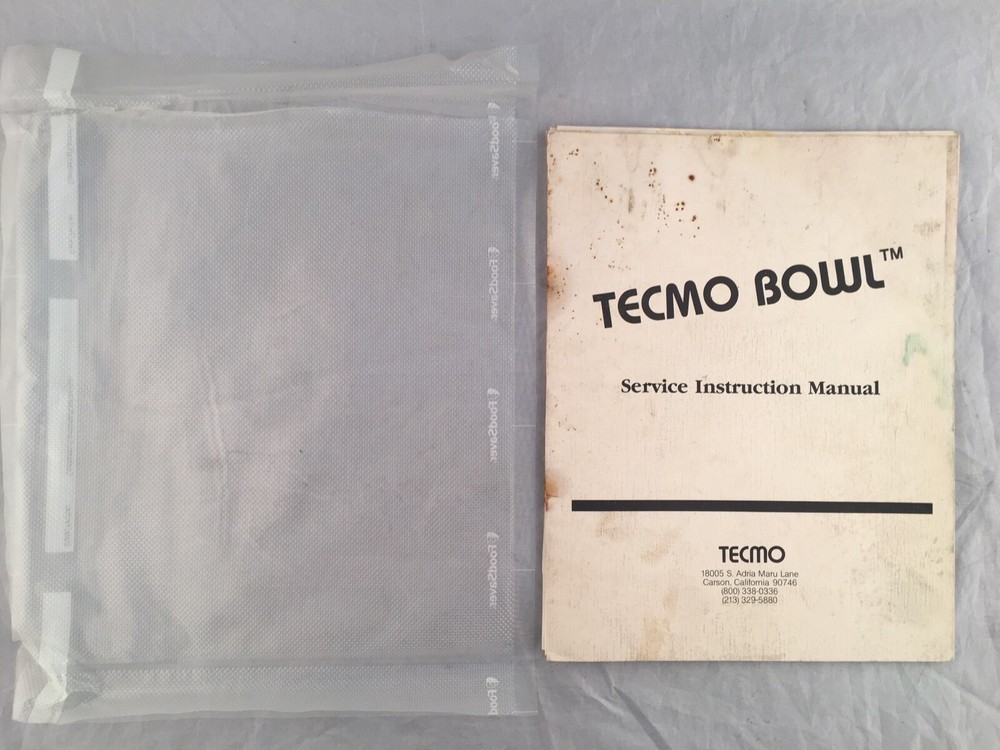 FoodSaver
FoodSaver
FoodSaver
FoodSaver
Food
TECMO BOWL™
Service Instruction Manual
TECMO
18005 S. Adria Maru Lane
Carson, California 90746
(800) 338-0336
(213) 329-5880